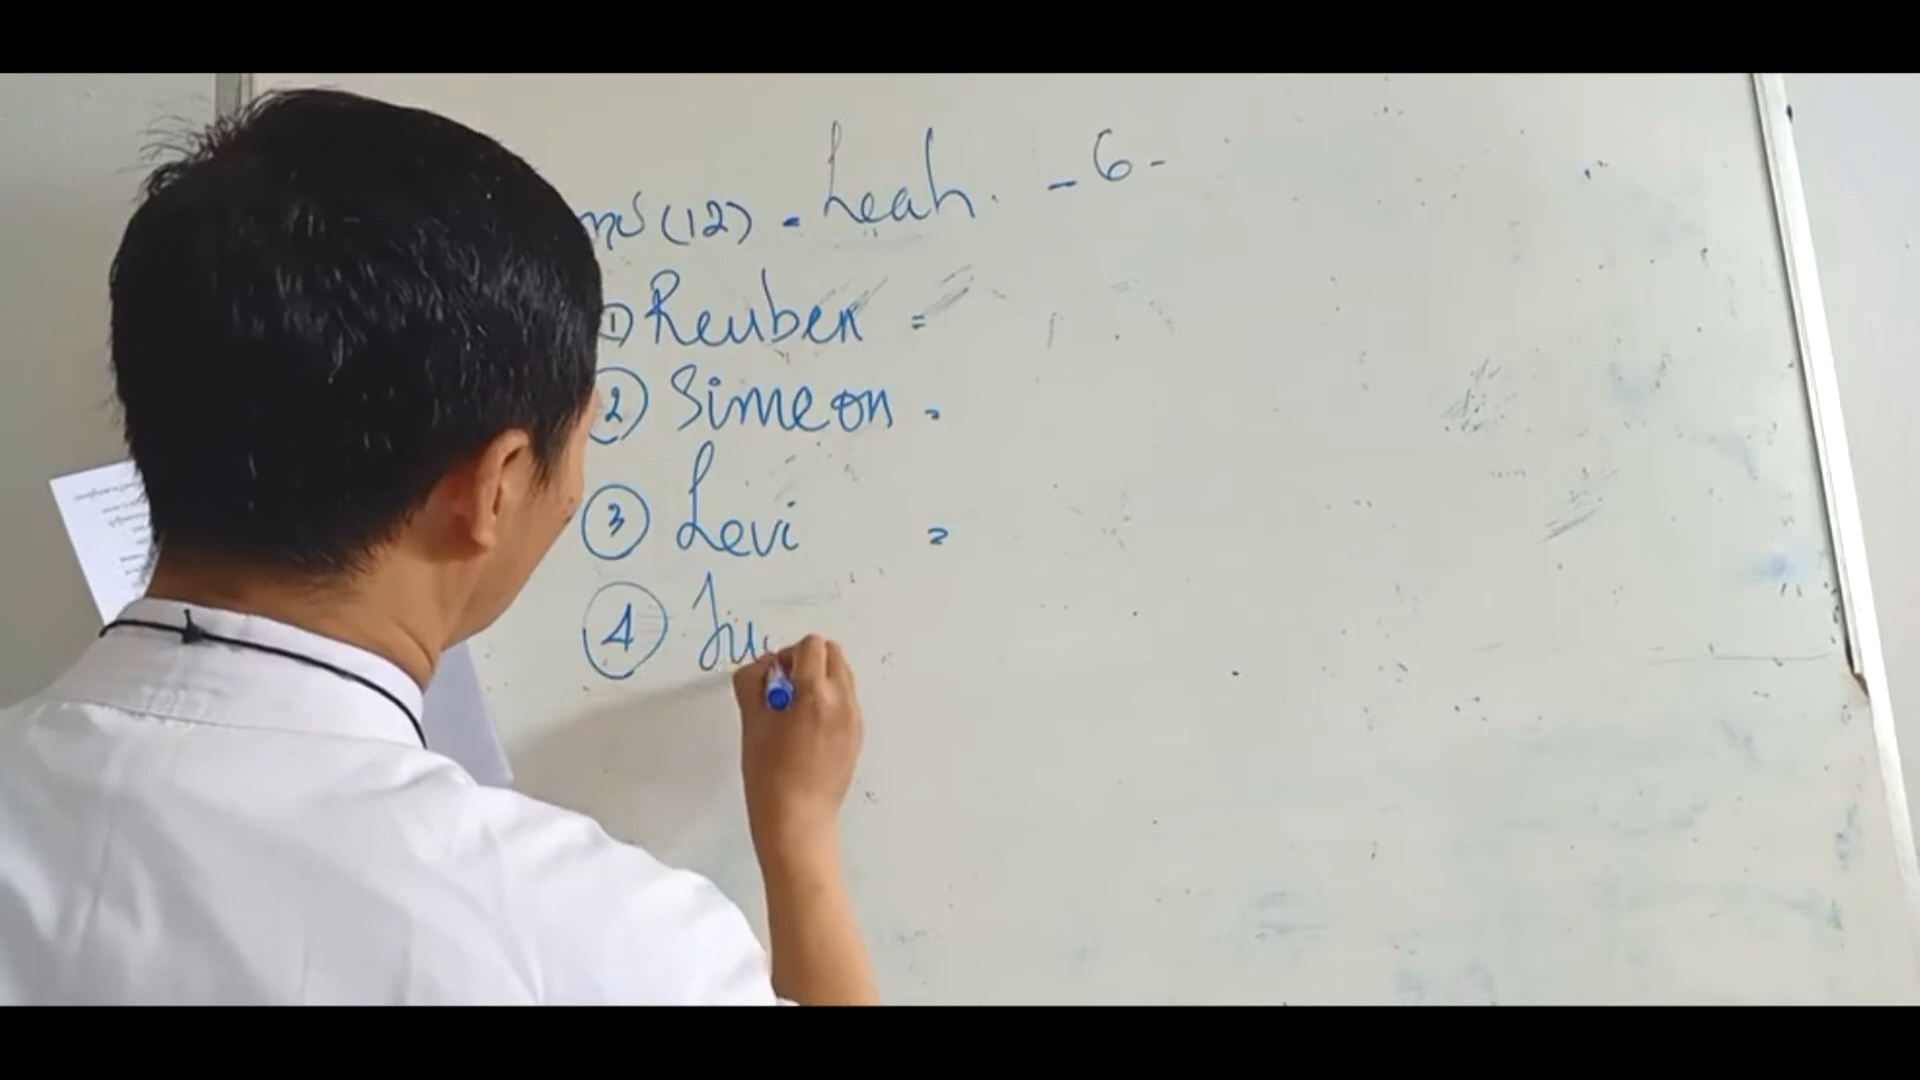 (12) - Leah. - 6 -
① Reuben =
② Simeon =
③ Levi =
④ Ju